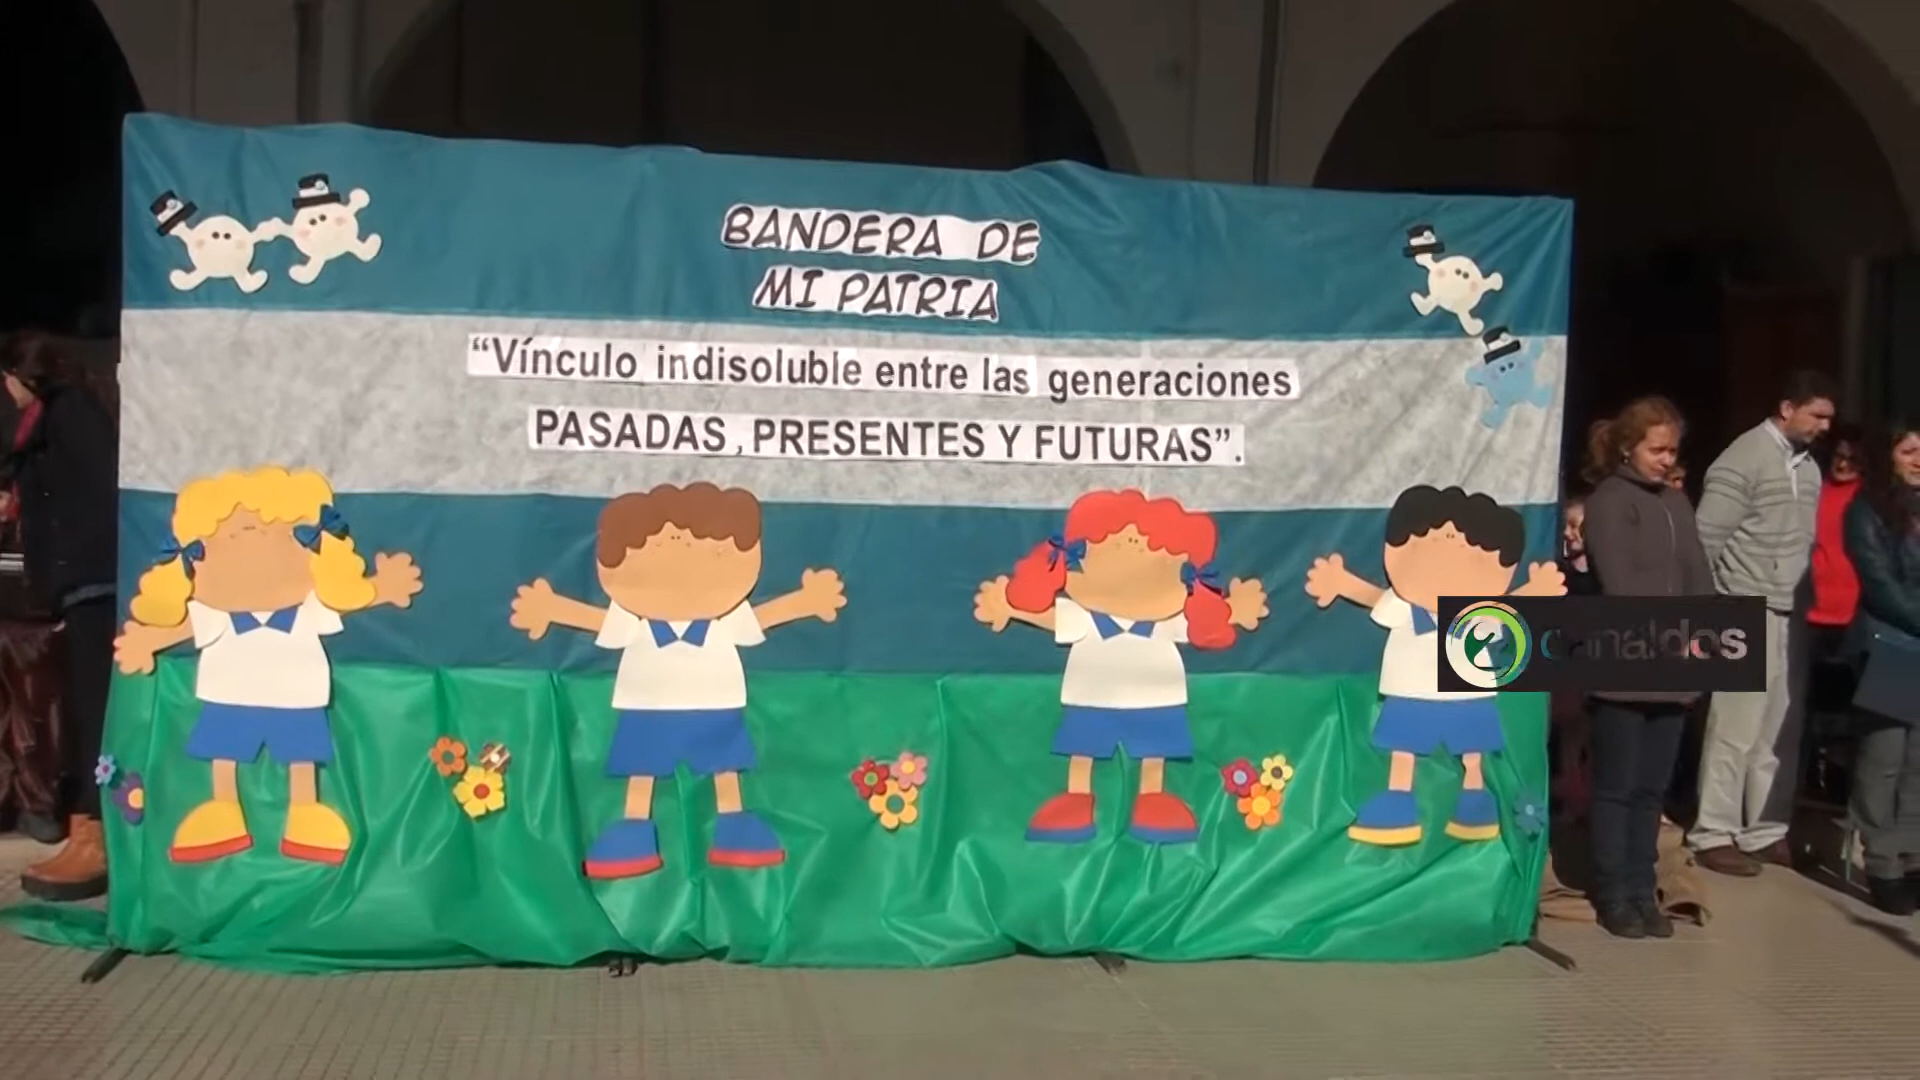 BANDERA DE
MI PATRIA
“Vínculo indisoluble entre las generaciones
PASADAS, PRESENTES Y FUTURAS”.
canaldos